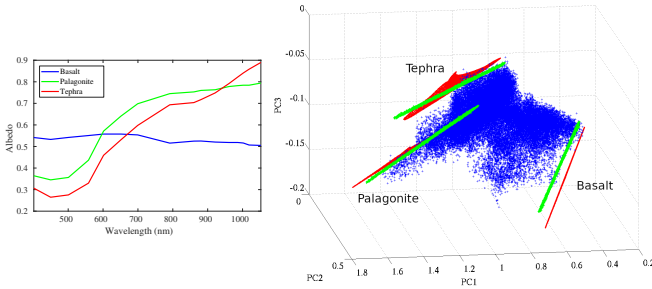 0.9
0.8
0.7
0.6
0.5
0.4
0.3
0.2
Albedo
Basalt
Palagonite
Tephra
500 600 700 800 900 1000
Wavelength (nm)
0
-0.05
-0.1
-0.15
-0.2
PC3
Tephra
Palagonite
Basalt
0
0.5
PC2
1.8 1.6 1.4 1.2 1 0.8 0.6 0.4 0.2
PC1